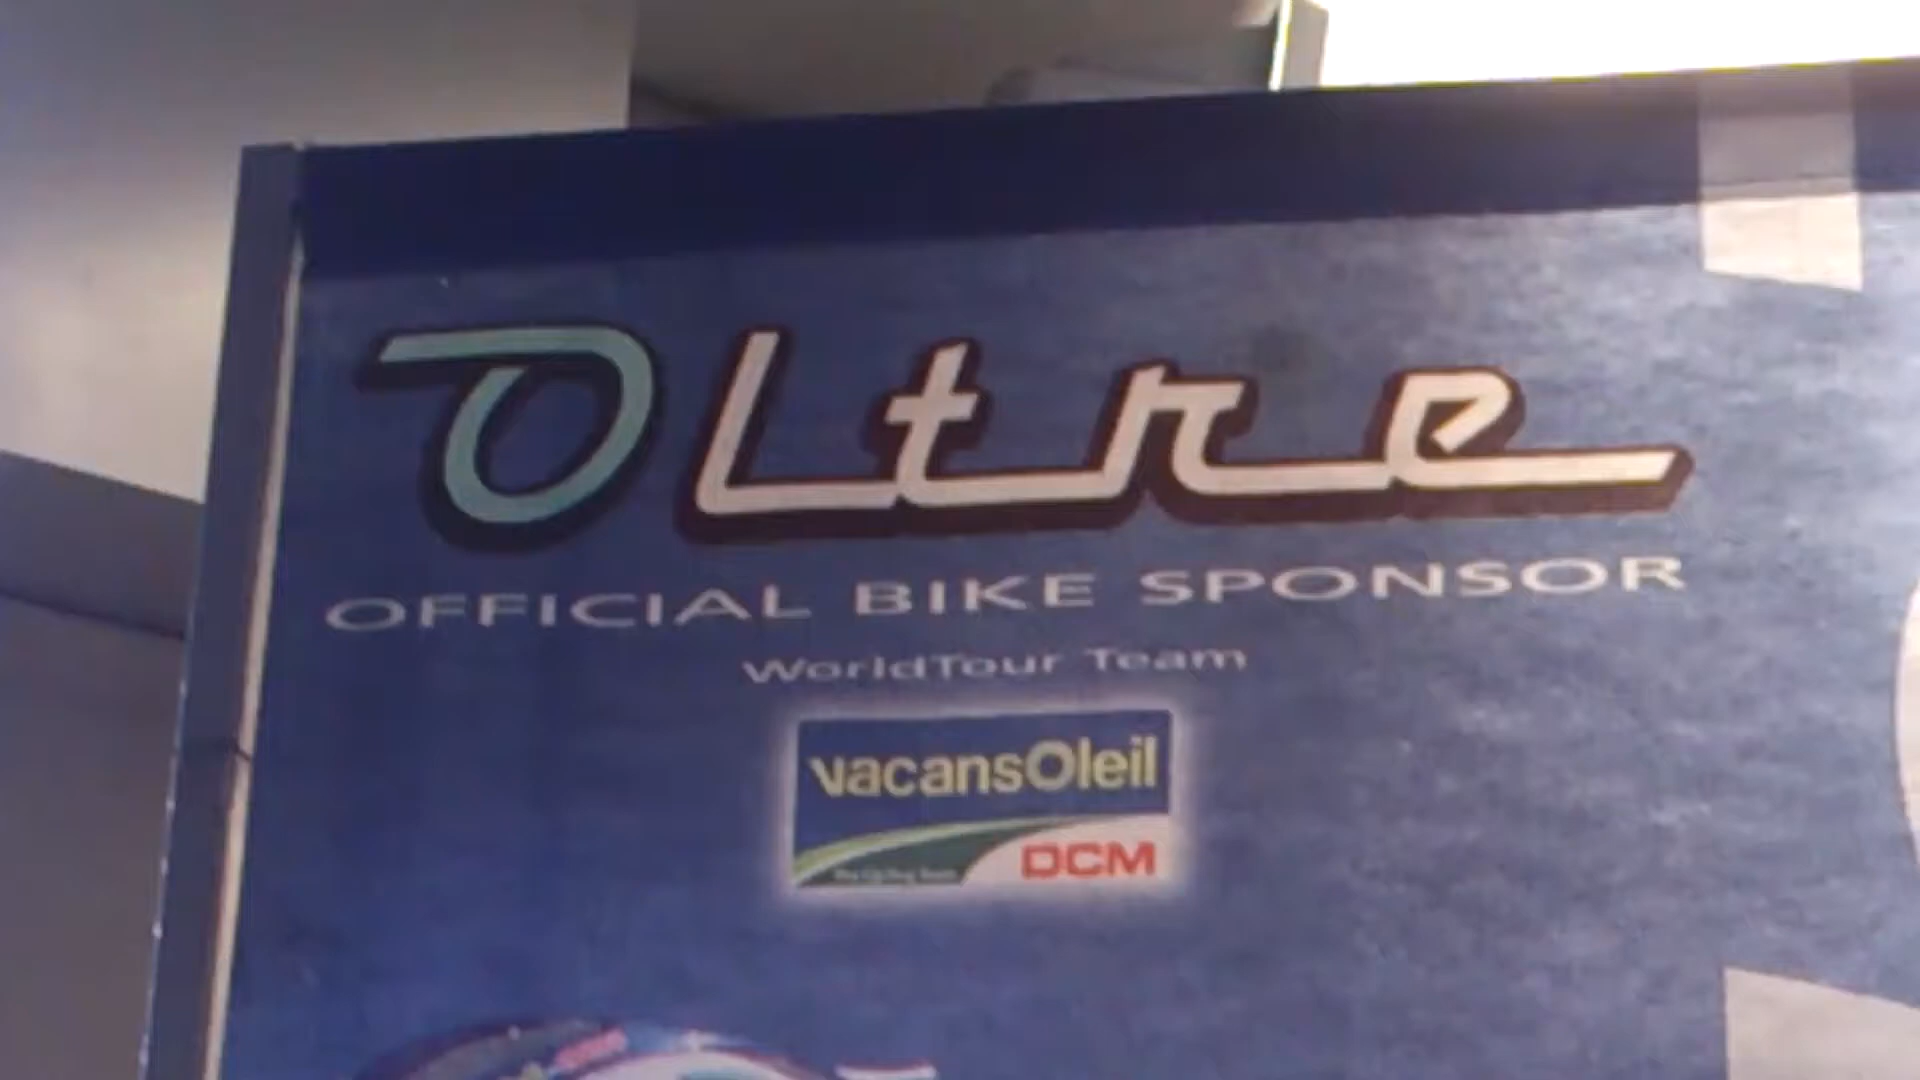 Oltre
OFFICIAL BIKE SPONSOR
WorldTour Team
vacansOleil
DCM